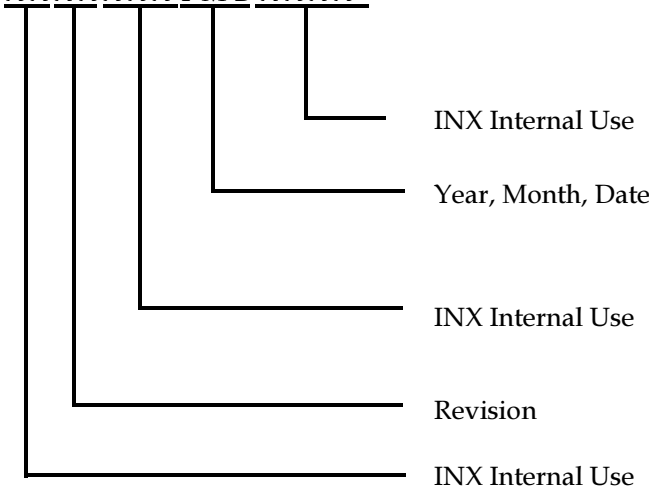 INX Internal Use
Year, Month, Date
INX Internal Use
Revision
INX Internal Use